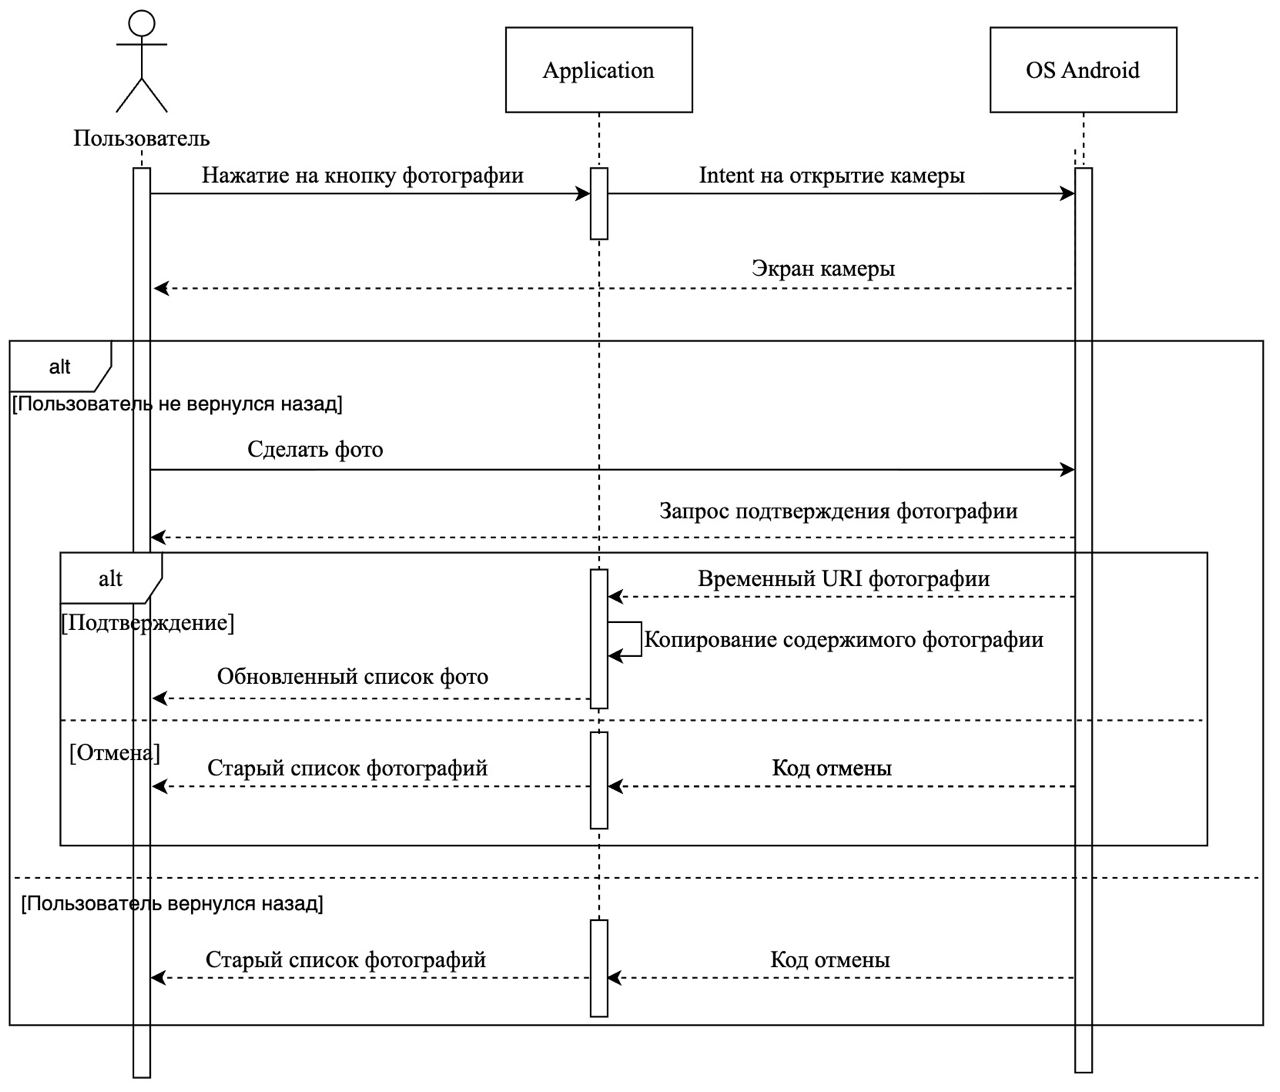 Пользователь
Application
OS Android
Нажатие на кнопку фотографии
Intent на открытие камеры
Экран камеры
alt
[Пользователь не вернулся назад]
Сделать фото
Запрос подтверждения фотографии
alt
Временный URI фотографии
[Подтверждение]
Копирование содержимого фотографии
Обновленный список фото
[Отмена]
Старый список фотографий
Код отмены
[Пользователь вернулся назад]
Старый список фотографий
Код отмены